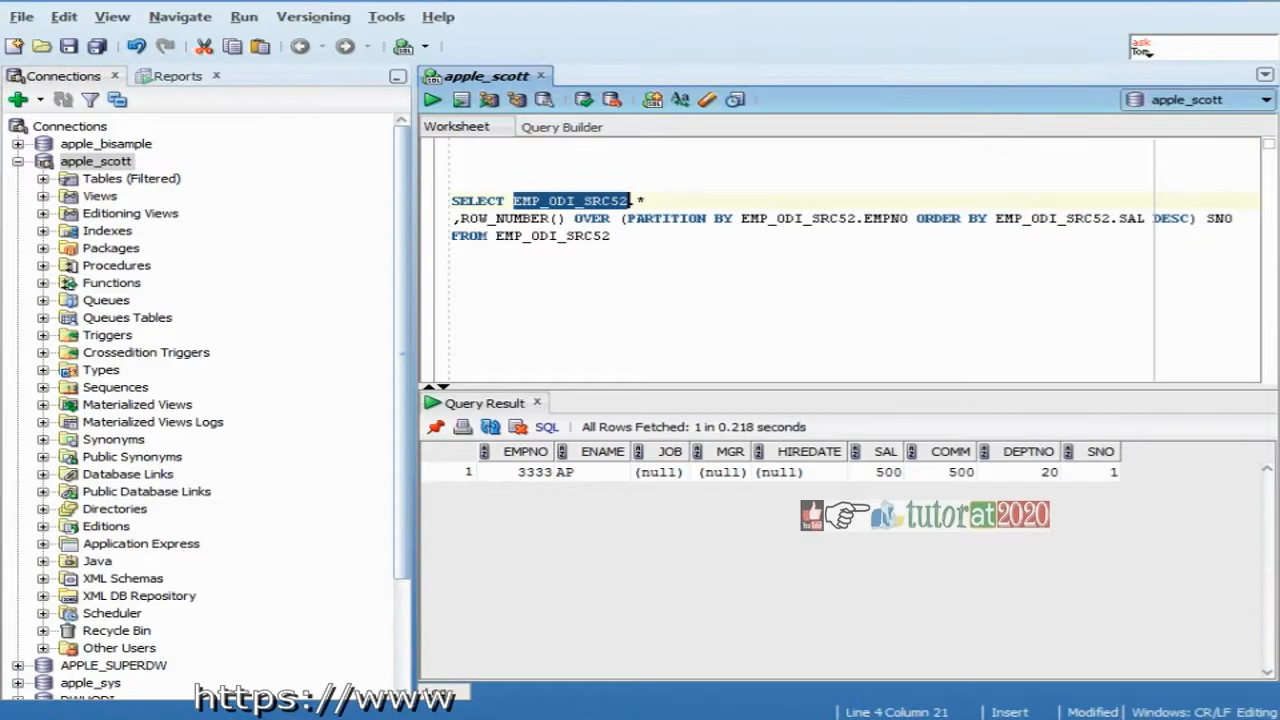 File Edit View Navigate Run Versioning Tools Help
ask
Tom
Connections Reports
apple_scott
apple_scott
Worksheet Query Builder
Connections
apple_bisample
apple_scott
Tables (Filtered)
Views
Editioning Views
Indexes
Packages
Procedures
Functions
Queues
Queues Tables
Triggers
Crossedition Triggers
Types
Sequences
Materialized Views
Materialized Views Logs
Synonyms
Public Synonyms
Database Links
Public Database Links
Directories
Editions
Application Express
Java
XML Schemas
XML DB Repository
Scheduler
Recycle Bin
Other Users
APPLE_SUPERDW
apple_sys
SELECT EMP_ODI_SRC52.*
,ROW_NUMBER() OVER (PARTITION BY EMP_ODI_SRC52.EMPNO ORDER BY EMP_ODI_SRC52.SAL DESC) SNO
FROM EMP_ODI_SRC52
Query Result
SQL All Rows Fetched: 1 in 0.218 seconds
EMPNO ENAME JOB MGR HIREDATE SAL COMM DEPTNO SNO
1 3333 AP (null) (null) (null) 500 500 20 1
tutorat2020
https://www
Line 4 Column 21 Insert Modified Windows: CR/LF Editing